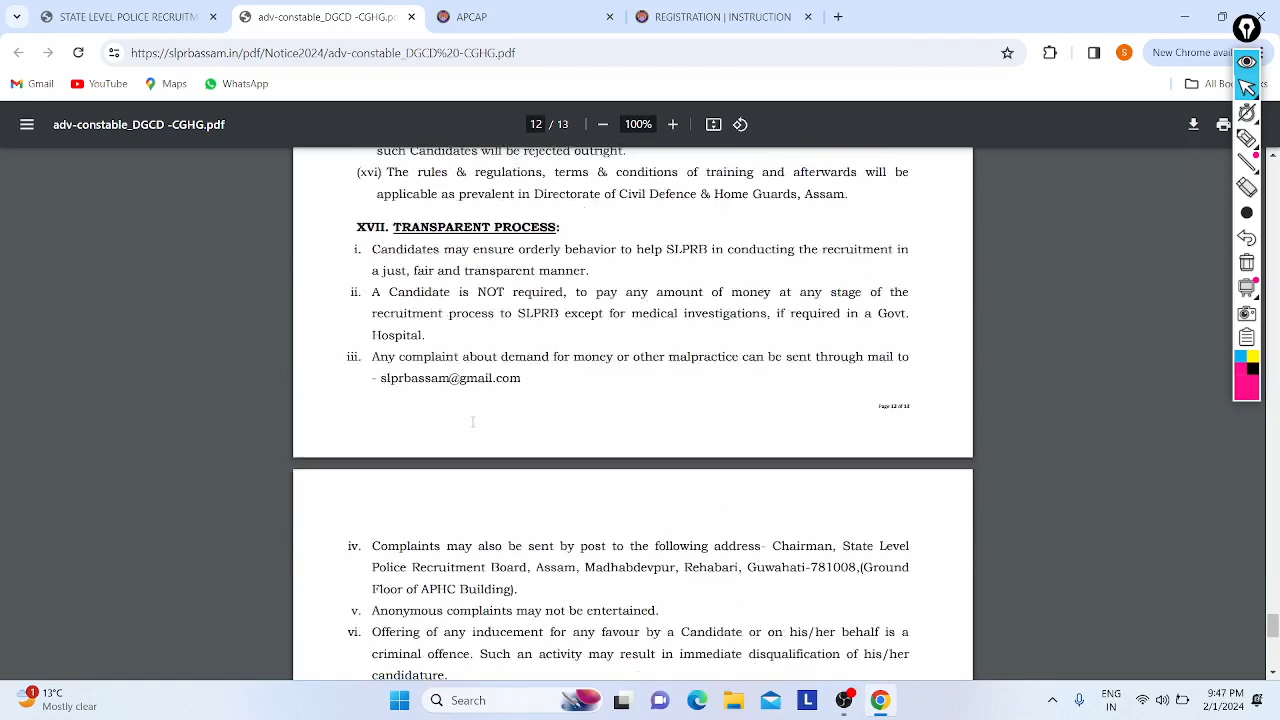 STATE LEVEL POLICE RECRUITM
adv-constable_DGCD -CGHG.pc
APCAP
REGISTRATION | INSTRUCTION
https://slprbassam.in/pdf/Notice2024/adv-constable_DGCD%20-CGHG.pdf
S
New Chrome avail
Gmail
YouTube
Maps
WhatsApp
All Bo
adv-constable_DGCD -CGHG.pdf
12 / 13
100%
such Candidates will be rejected outright.
(xvi) The rules & regulations, terms & conditions of training and afterwards will be
applicable as prevalent in Directorate of Civil Defence & Home Guards, Assam.
XVII. TRANSPARENT PROCESS:
i. Candidates may ensure orderly behavior to help SLPRB in conducting the recruitment in
a just, fair and transparent manner.
ii. A Candidate is NOT required, to pay any amount of money at any stage of the
recruitment process to SLPRB except for medical investigations, if required in a Govt.
Hospital.
iii. Any complaint about demand for money or other malpractice can be sent through mail to
- slprbassam@gmail.com
Page 12 of 13
iv. Complaints may also be sent by post to the following address- Chairman, State Level
Police Recruitment Board, Assam, Madhabdevpur, Rehabari, Guwahati-781008,(Ground
Floor of APHC Building).
v. Anonymous complaints may not be entertained.
vi. Offering of any inducement for any favour by a Candidate or on his/her behalf is a
criminal offence. Such an activity may result in immediate disqualification of his/her
candidature.
1
13°C
Mostly clear
Search
L
ENG
IN
9:47 PM
2/1/2024